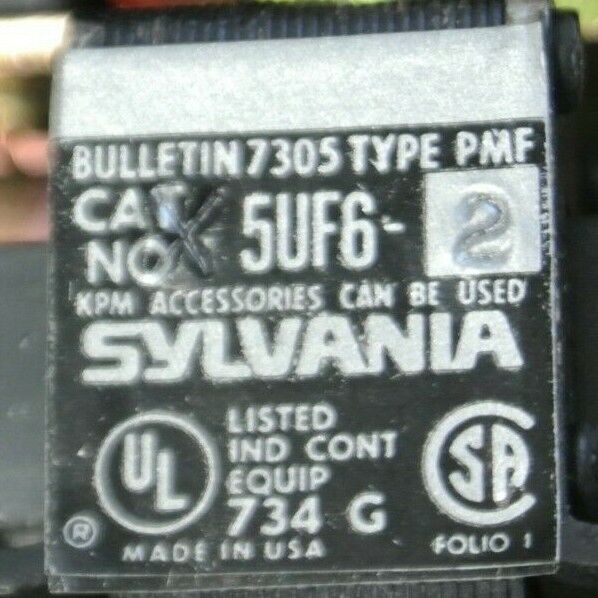 BULLETIN 7305 TYPE PMF
CAT
NO X 5UF6-2
KPM ACCESSORIES CAN BE USED
SYLVANIA
UL LISTED
IND CONT
EQUIP
734 G
SA
® MADE IN USA
FOLIO 1